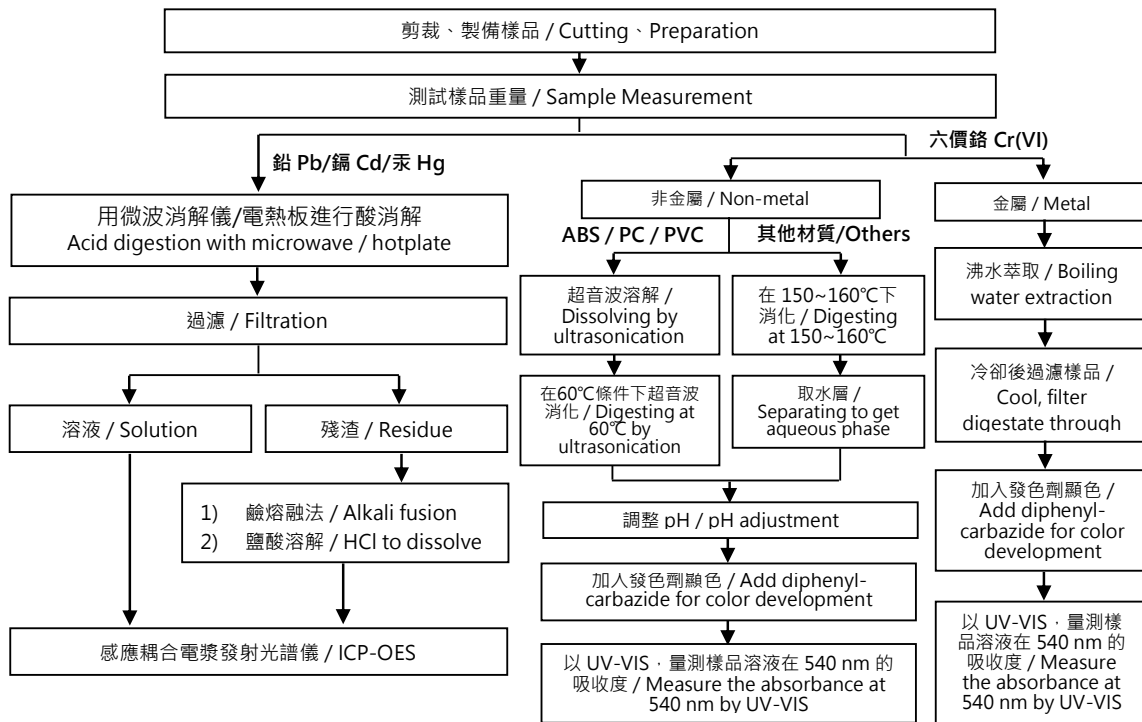 剪裁、製備樣品 / Cutting、Preparation
測試樣品重量 / Sample Measurement
鉛 Pb/鎘 Cd/汞 Hg
六價鉻 Cr(VI)
用微波消解儀/電熱板進行酸消解
Acid digestion with microwave / hotplate
過濾 / Filtration
溶液 / Solution
殘渣 / Residue
1) 鹼熔融法 / Alkali fusion
2) 鹽酸溶解 / HCl to dissolve
感應耦合電漿發射光譜儀 / ICP-OES
非金屬 / Non-metal
ABS / PC / PVC
其他材質/Others
超音波溶解 /
Dissolving by
ultrasonication
在60℃條件下超音波
消化 / Digesting at
60℃ by
ultrasonication
在 150~160℃下
消化 / Digesting
at 150~160℃
取水層 /
Separating to get
aqueous phase
調整 pH / pH adjustment
加入發色劑顯色 / Add diphenyl-
carbazide for color development
以 UV-VIS，量測樣品溶液在 540 nm 的
吸收度 / Measure the absorbance at
540 nm by UV-VIS
金屬 / Metal
沸水萃取 / Boiling
water extraction
冷卻後過濾樣品 /
Cool, filter
digestate through
加入發色劑顯色 /
Add diphenyl-
carbazide for color
development
以 UV-VIS，量測樣
品溶液在 540 nm 的
吸收度 / Measure
the absorbance at
540 nm by UV-VIS